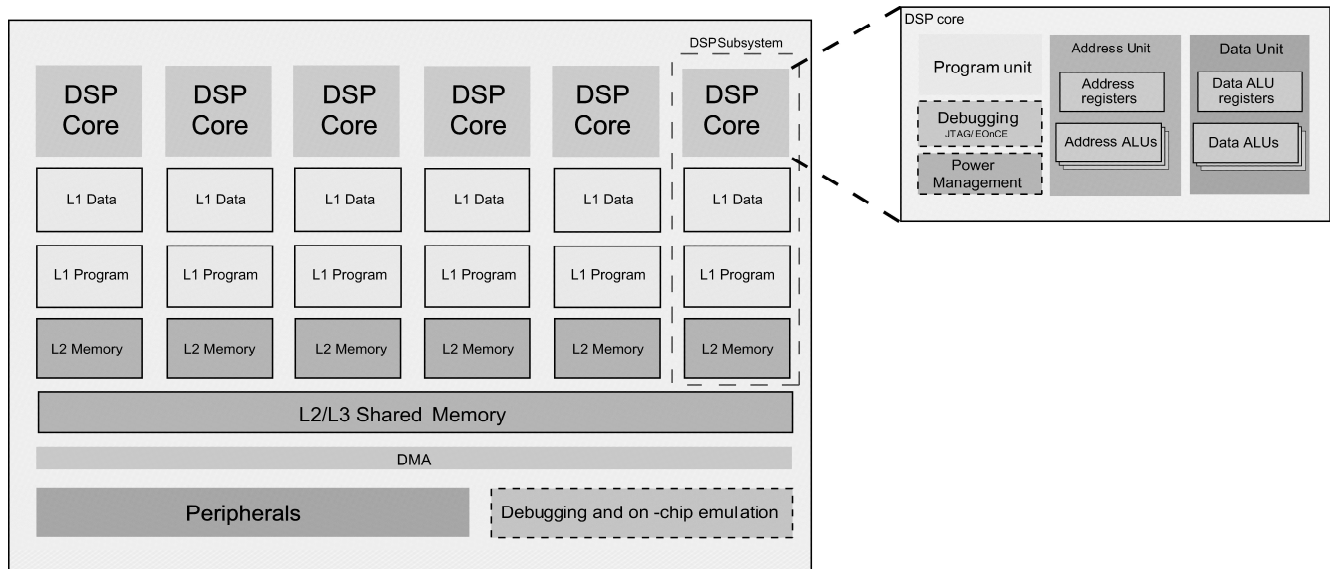 DSPSubsystem
DSP DSP DSP DSP DSP DSP
Core Core Core Core Core Core
L1 Data L1 Data L1 Data L1 Data L1 Data L1 Data
L1 Program L1 Program L1 Program L1 Program L1 Program L1 Program
L2 Memory L2 Memory L2 Memory L2 Memory L2 Memory L2 Memory
L2/L3 Shared Memory
DMA
Peripherals
Debugging and on -chip emulation
DSP core
Program unit
Debugging
JTAG/EOnCE
Power
Management
Address Unit
Address
registers
Address ALUs
Data Unit
Data ALU
registers
Data ALUs